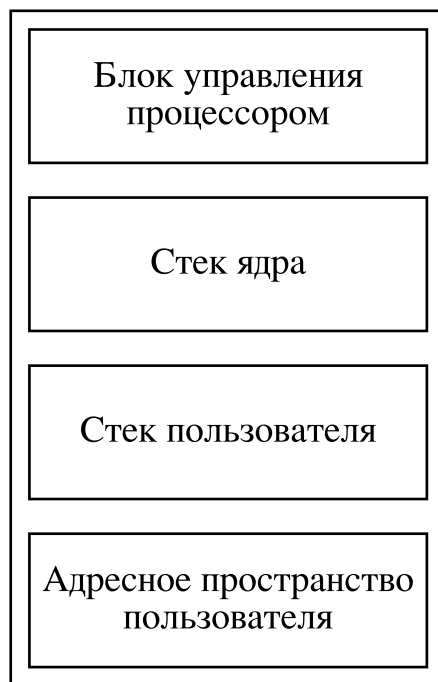 Блок управления
процессором
Стек ядра
Стек пользователя
Адресное пространство
пользователя